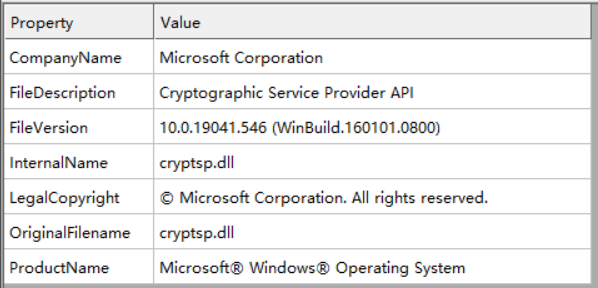 Property Value
CompanyName Microsoft Corporation
FileDescription Cryptographic Service Provider API
FileVersion 10.0.19041.546 (WinBuild.160101.0800)
InternalName cryptsp.dll
LegalCopyright © Microsoft Corporation. All rights reserved.
OriginalFilename cryptsp.dll
ProductName Microsoft® Windows® Operating System